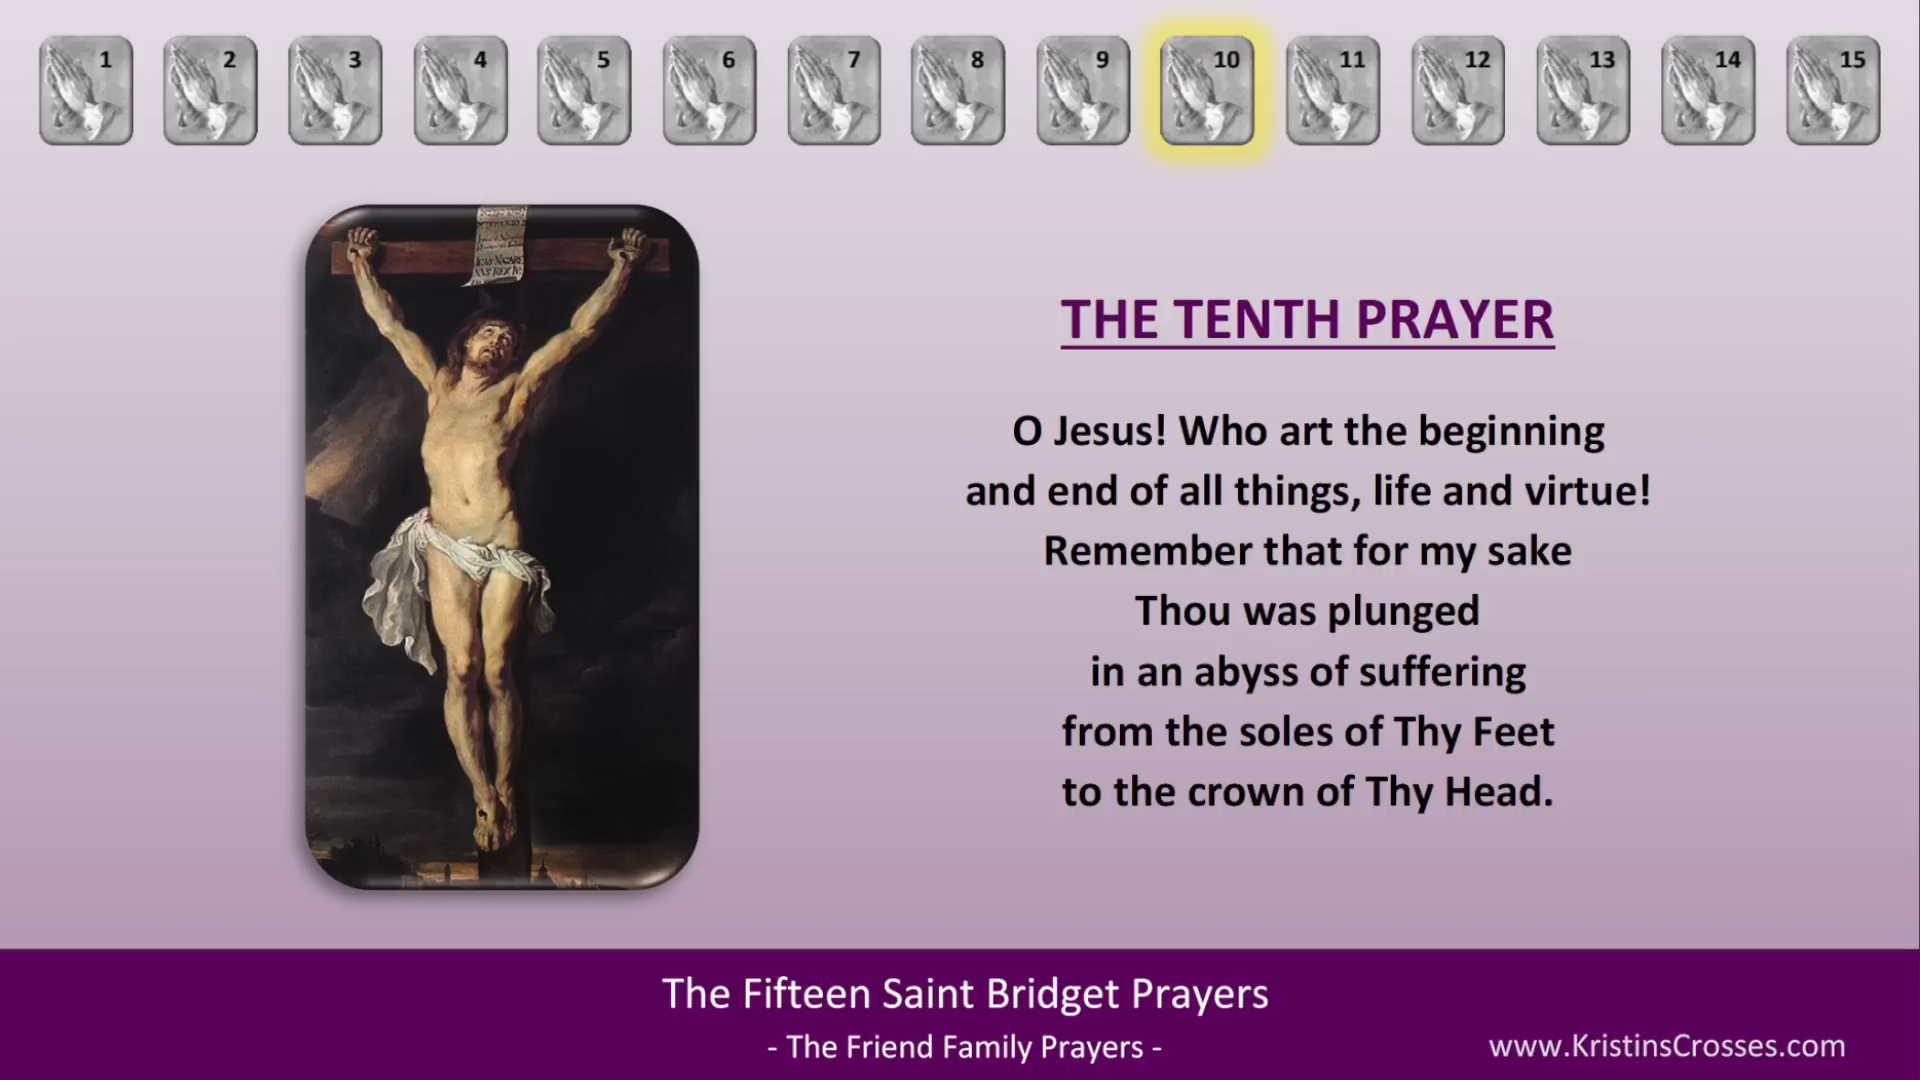 1 2 3 4 5 6 7 8 9 10 11 12 13 14 15
THE TENTH PRAYER
O Jesus! Who art the beginning
and end of all things, life and virtue!
Remember that for my sake
Thou was plunged
in an abyss of suffering
from the soles of Thy Feet
to the crown of Thy Head.
The Fifteen Saint Bridget Prayers
- The Friend Family Prayers -
www.KristinsCrosses.com